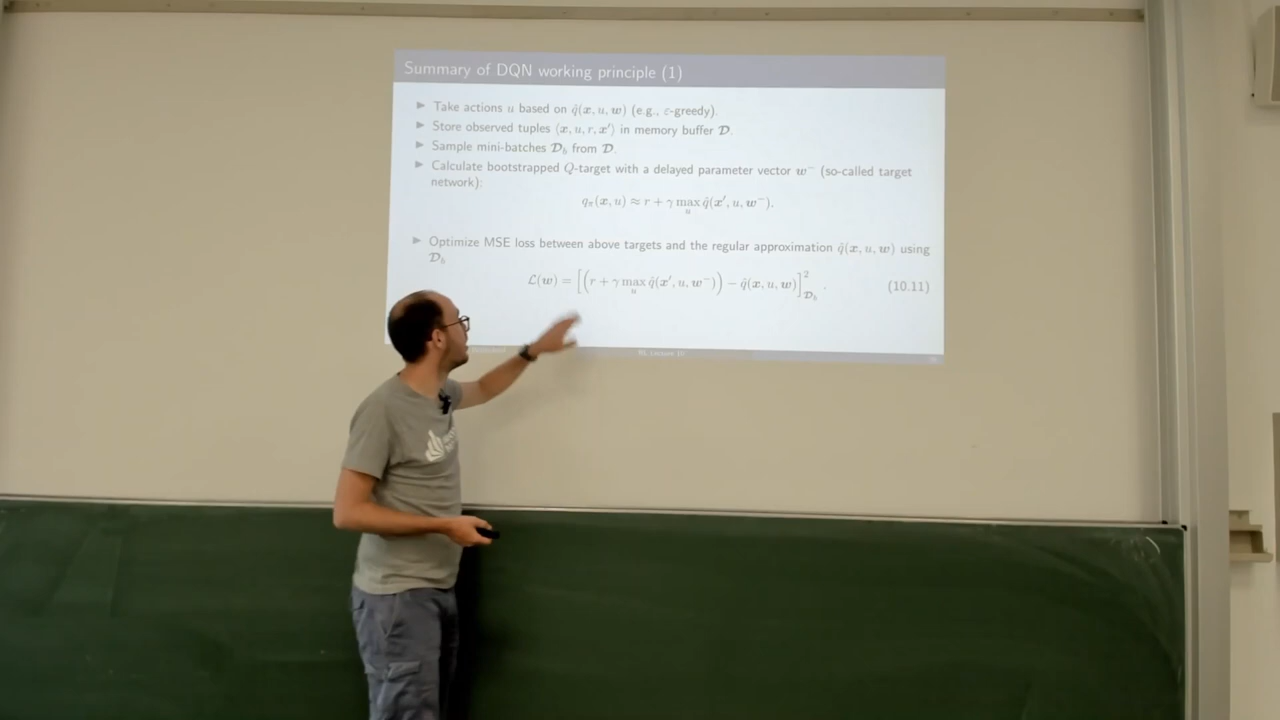 Summary of DQN working principle (1)
▶ Take actions u based on q̂(x, u, w) (e.g., ε-greedy).
▶ Store observed tuples ⟨x, u, r, x′⟩ in memory buffer 𝓓.
▶ Sample mini-batches 𝓓_b from 𝓓.
▶ Calculate bootstrapped Q-target with a delayed parameter vector w⁻ (so-called target
network):
q_π(x, u) ≈ r + γ max_u q̂(x′, u, w⁻).
▶ Optimize MSE loss between above targets and the regular approximation q̂(x, u, w) using
𝓓_b
ℒ(w) = [(r + γ max_u q̂(x′, u, w⁻)) − q̂(x, u, w)]²_𝓓_b . (10.11)